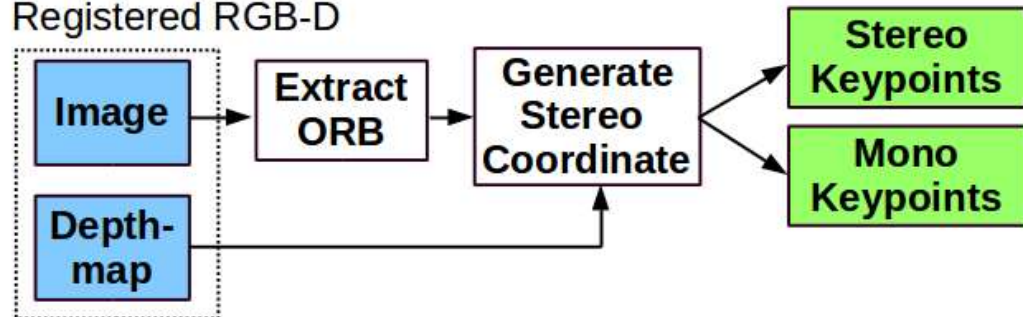 Registered RGB-D
Image
Extract
ORB
Generate
Stereo
Coordinate
Stereo
Keypoints
Mono
Keypoints
Depth-
map